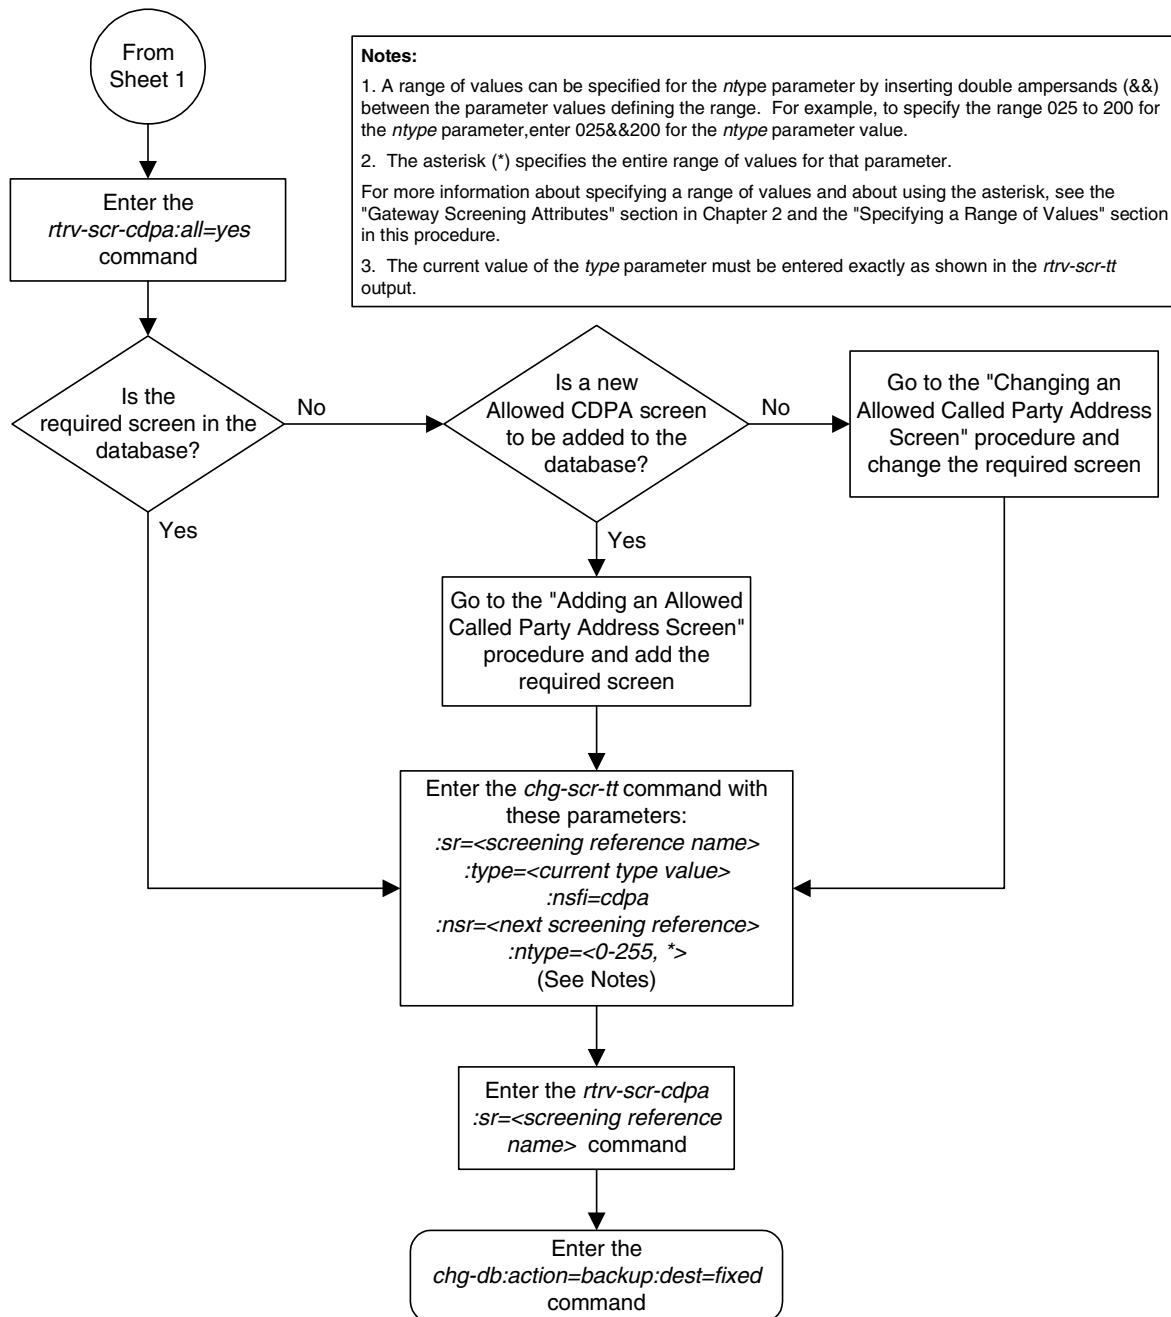 From
Sheet 1
Notes:
1. A range of values can be specified for the ntype parameter by inserting double ampersands (&&)
between the parameter values defining the range. For example, to specify the range 025 to 200 for
the ntype parameter,enter 025&&200 for the ntype parameter value.
2. The asterisk (*) specifies the entire range of values for that parameter.
For more information about specifying a range of values and about using the asterisk, see the
"Gateway Screening Attributes" section in Chapter 2 and the "Specifying a Range of Values" section
in this procedure.
3. The current value of the type parameter must be entered exactly as shown in the rtrv-scr-tt
output.
Enter the
rtrv-scr-cdpa:all=yes
command
Is the
required screen in the
database?
No
Yes
Is a new
Allowed CDPA screen
to be added to the
database?
No
Yes
Go to the "Changing an
Allowed Called Party Address
Screen" procedure and
change the required screen
Go to the "Adding an Allowed
Called Party Address Screen"
procedure and add the
required screen
Enter the chg-scr-tt command with
these parameters:
:sr=<screening reference name>
:type=<current type value>
:nsfi=cdpa
:nsr=<next screening reference>
:ntype=<0-255, *>
(See Notes)
Enter the rtrv-scr-cdpa
:sr=<screening reference
name> command
Enter the
chg-db:action=backup:dest=fixed
command